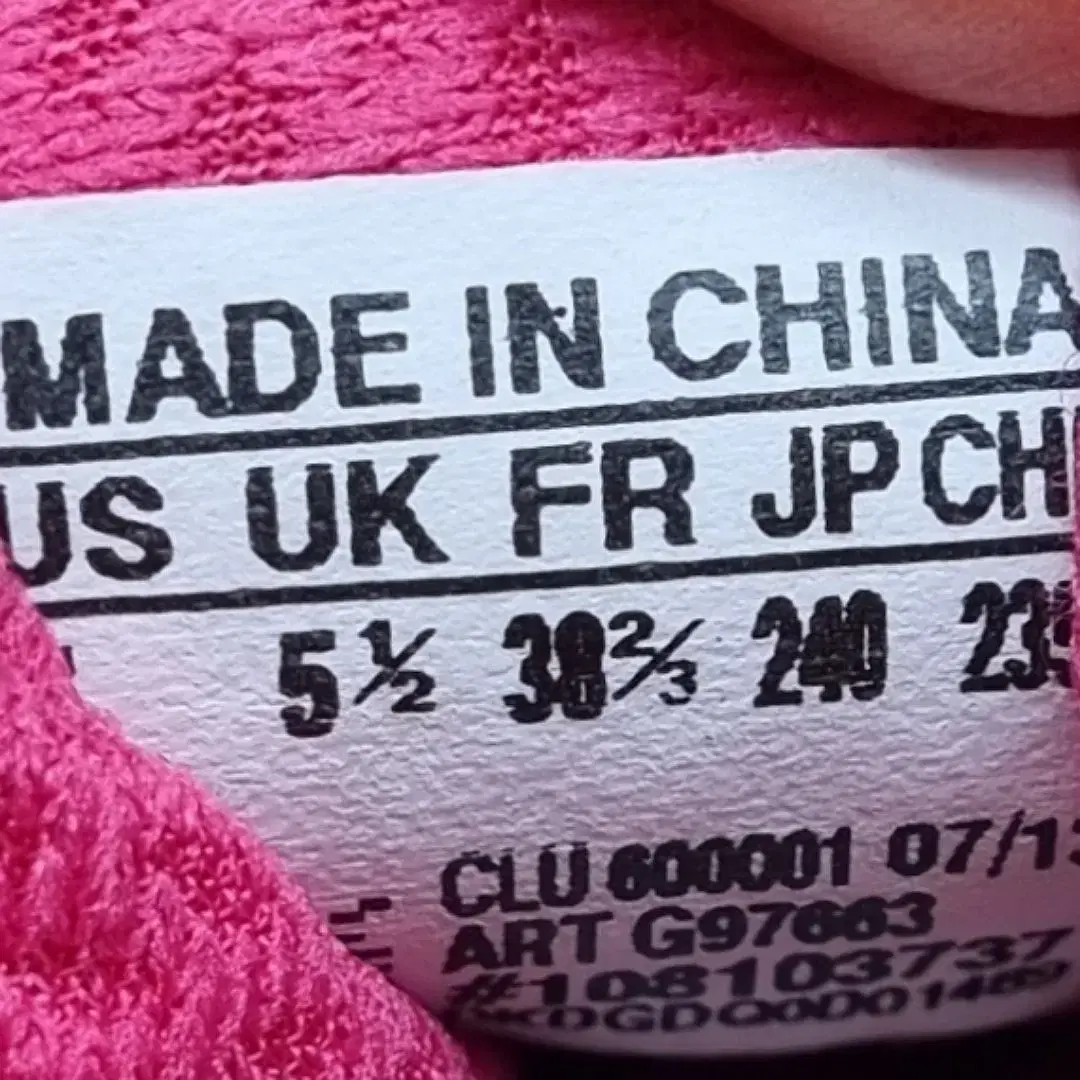 MADE IN CHINA
US UK FR JP CH
5½ 38⅔ 240 235
CLU 600001 07/13
ART G97663
#108103737